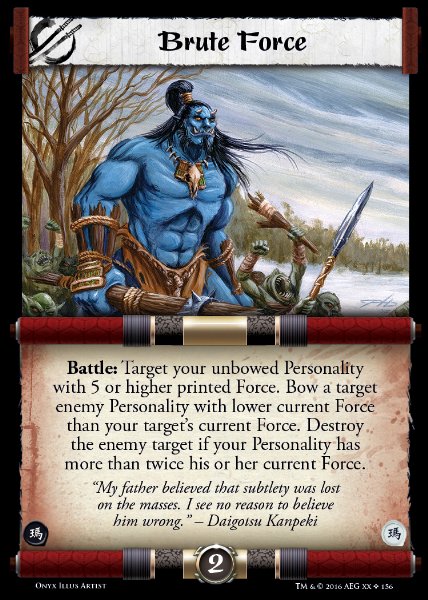 Brute Force
Battle: Target your unbowed Personality
with 5 or higher printed Force. Bow a target
enemy Personality with lower current Force
than your target's current Force. Destroy
the enemy target if your Personality has
more than twice his or her current Force.
“My father believed that subtlety was lost
on the masses. I see no reason to believe
him wrong.” – Daigotsu Kanpeki
瑪 瑪
2
Onyx Illus Artist TM & © 2016 AEG XX ❖ 156